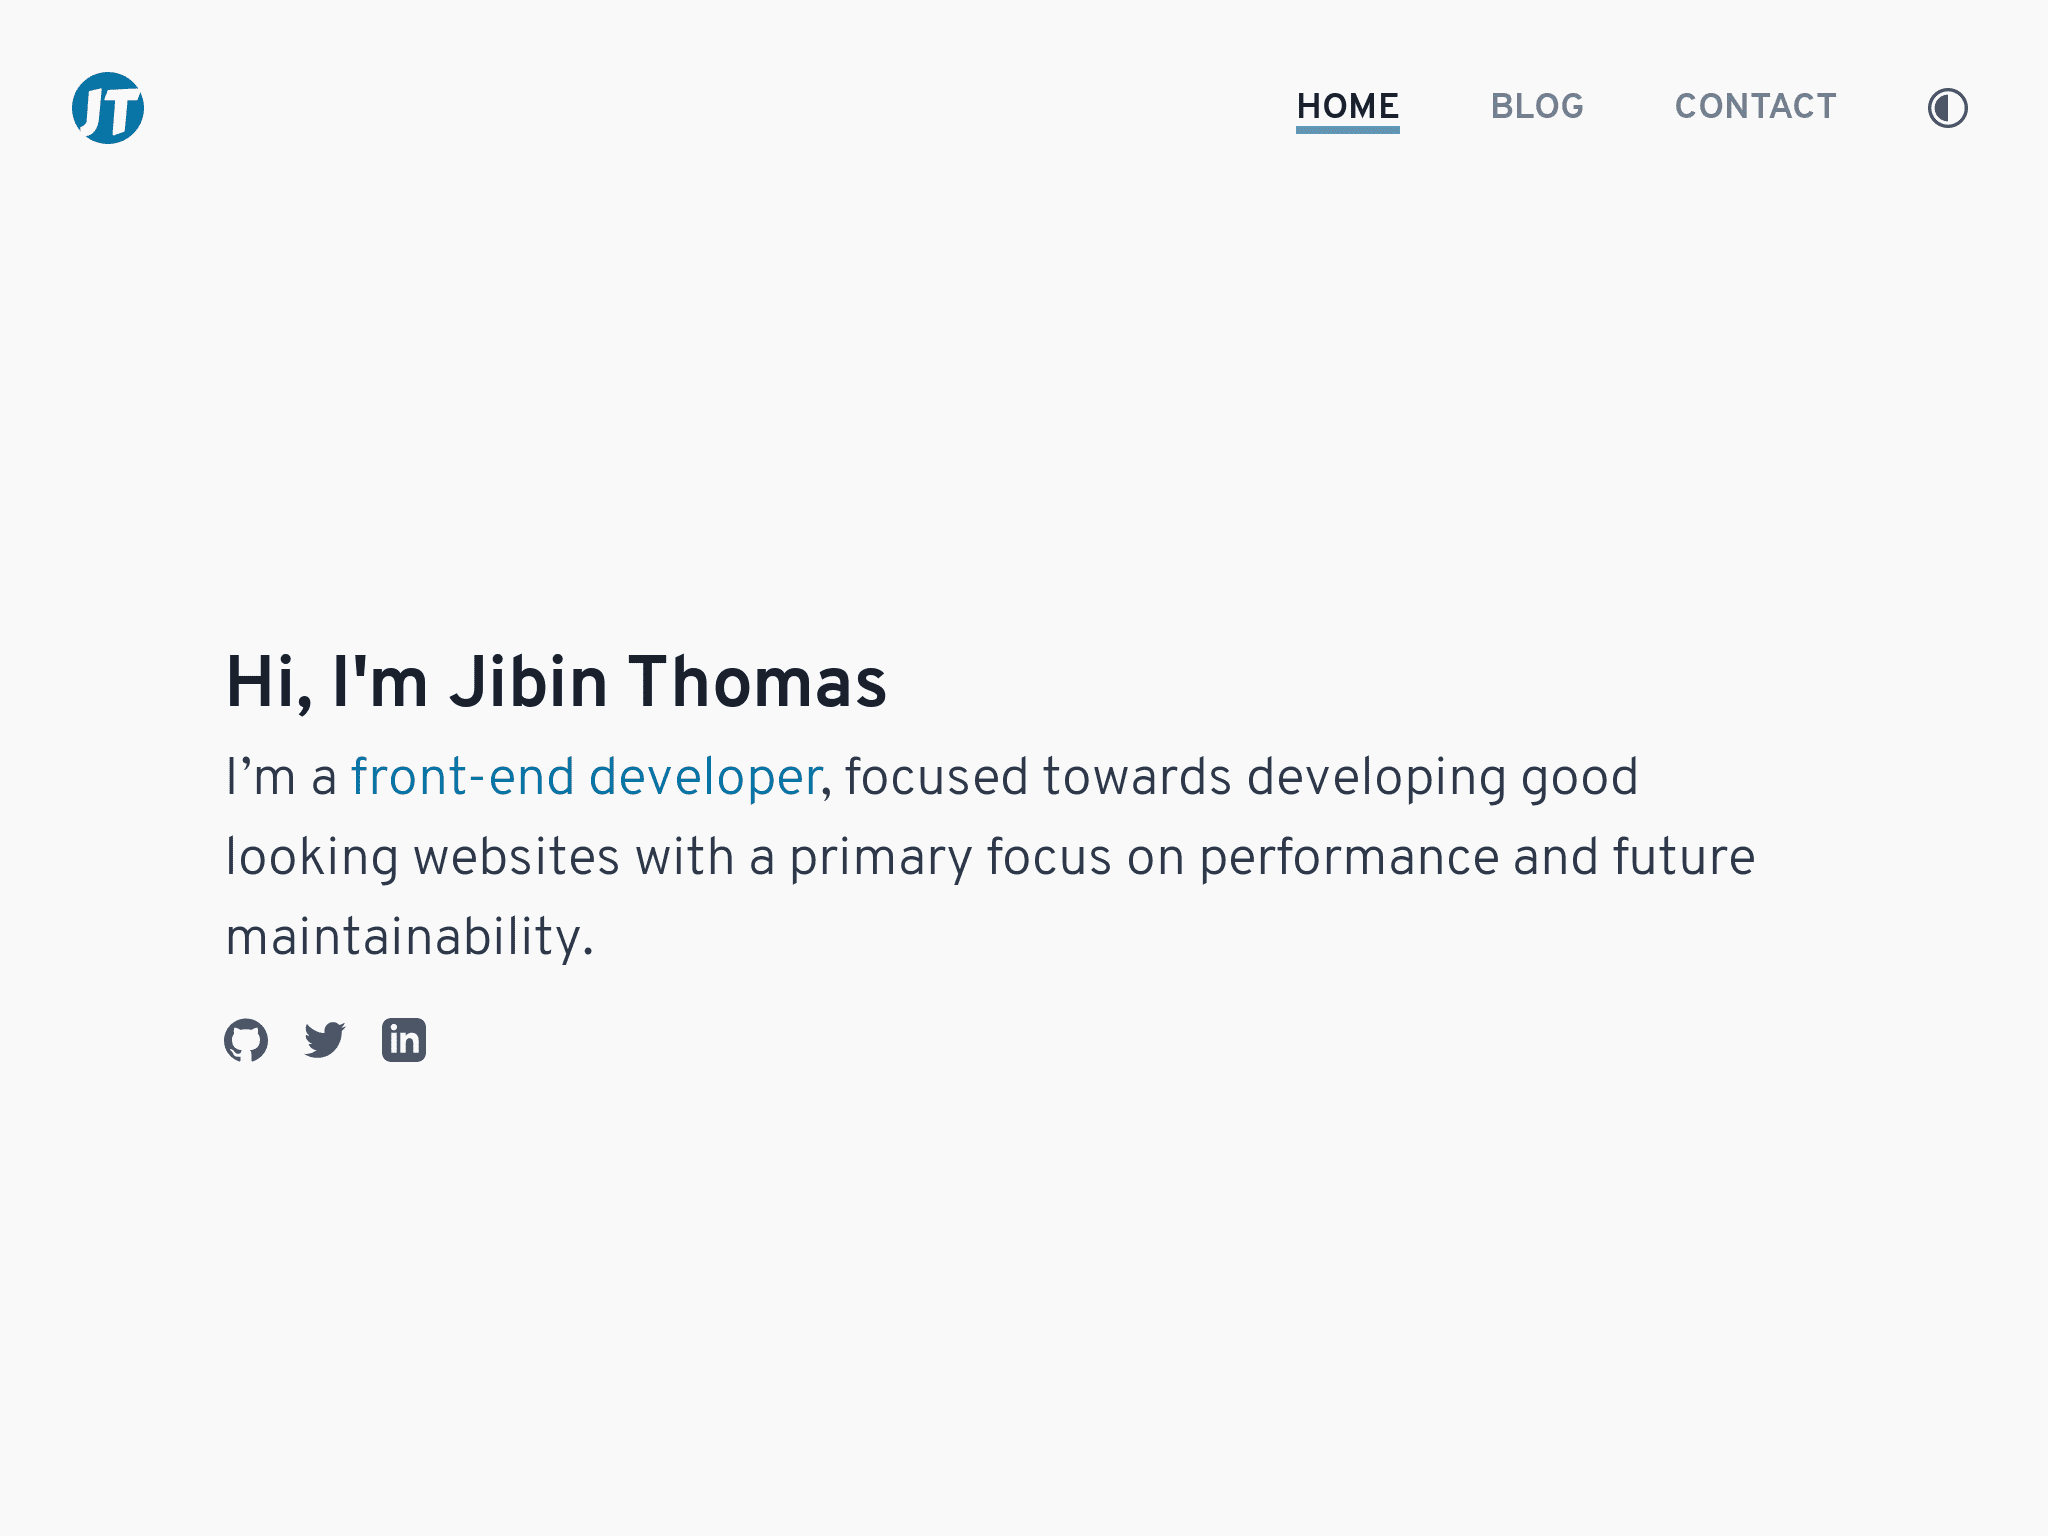 JT
HOME BLOG CONTACT
Hi, I'm Jibin Thomas
I’m a front-end developer, focused towards developing good
looking websites with a primary focus on performance and future
maintainability.
in